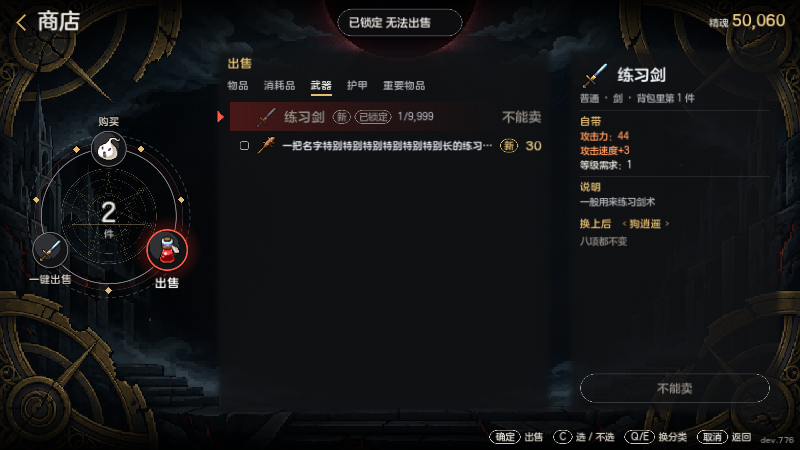 商店
已锁定 无法出售
精魂 50,060
出售
物品 消耗品 武器 护甲 重要物品
练习剑 新 已锁定 1/9,999 不能卖
一把名字特别特别特别特别特别特别长的练习… 新 30
购买
2
件
一键出售
出售
练习剑
普通 · 剑 · 背包里第 1 件
自带
攻击力: 44
攻击速度+3
等级需求: 1
说明
一般用来练习剑术
换上后 <狗逍遥>
八项都不变
不能卖
确定 出售 C 选 / 不选 Q/E 换分类 取消 返回
dev.776